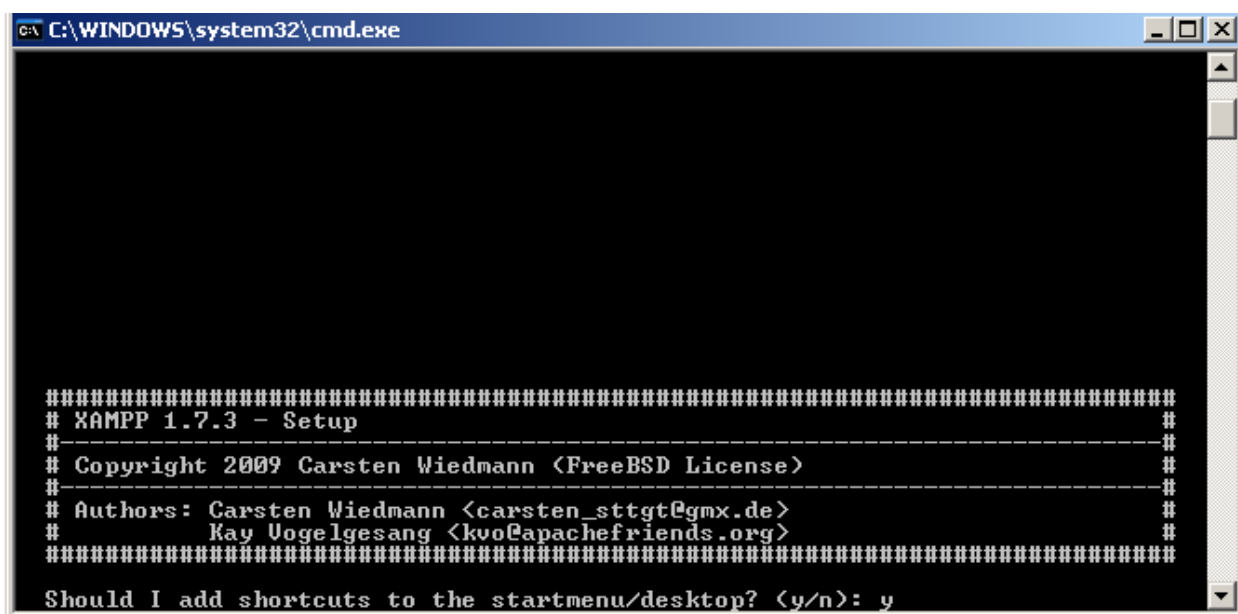 C:\WINDOWS\system32\cmd.exe
###########################################################################
# XAMPP 1.7.3 - Setup #
#-------------------------------------------------------------------------#
# Copyright 2009 Carsten Wiedmann (FreeBSD License) #
#-------------------------------------------------------------------------#
# Authors: Carsten Wiedmann <carsten_sttgt@gmx.de> #
# Kay Vogelgesang <kvo@apachefriends.org> #
###########################################################################
Should I add shortcuts to the startmenu/desktop? (y/n): y